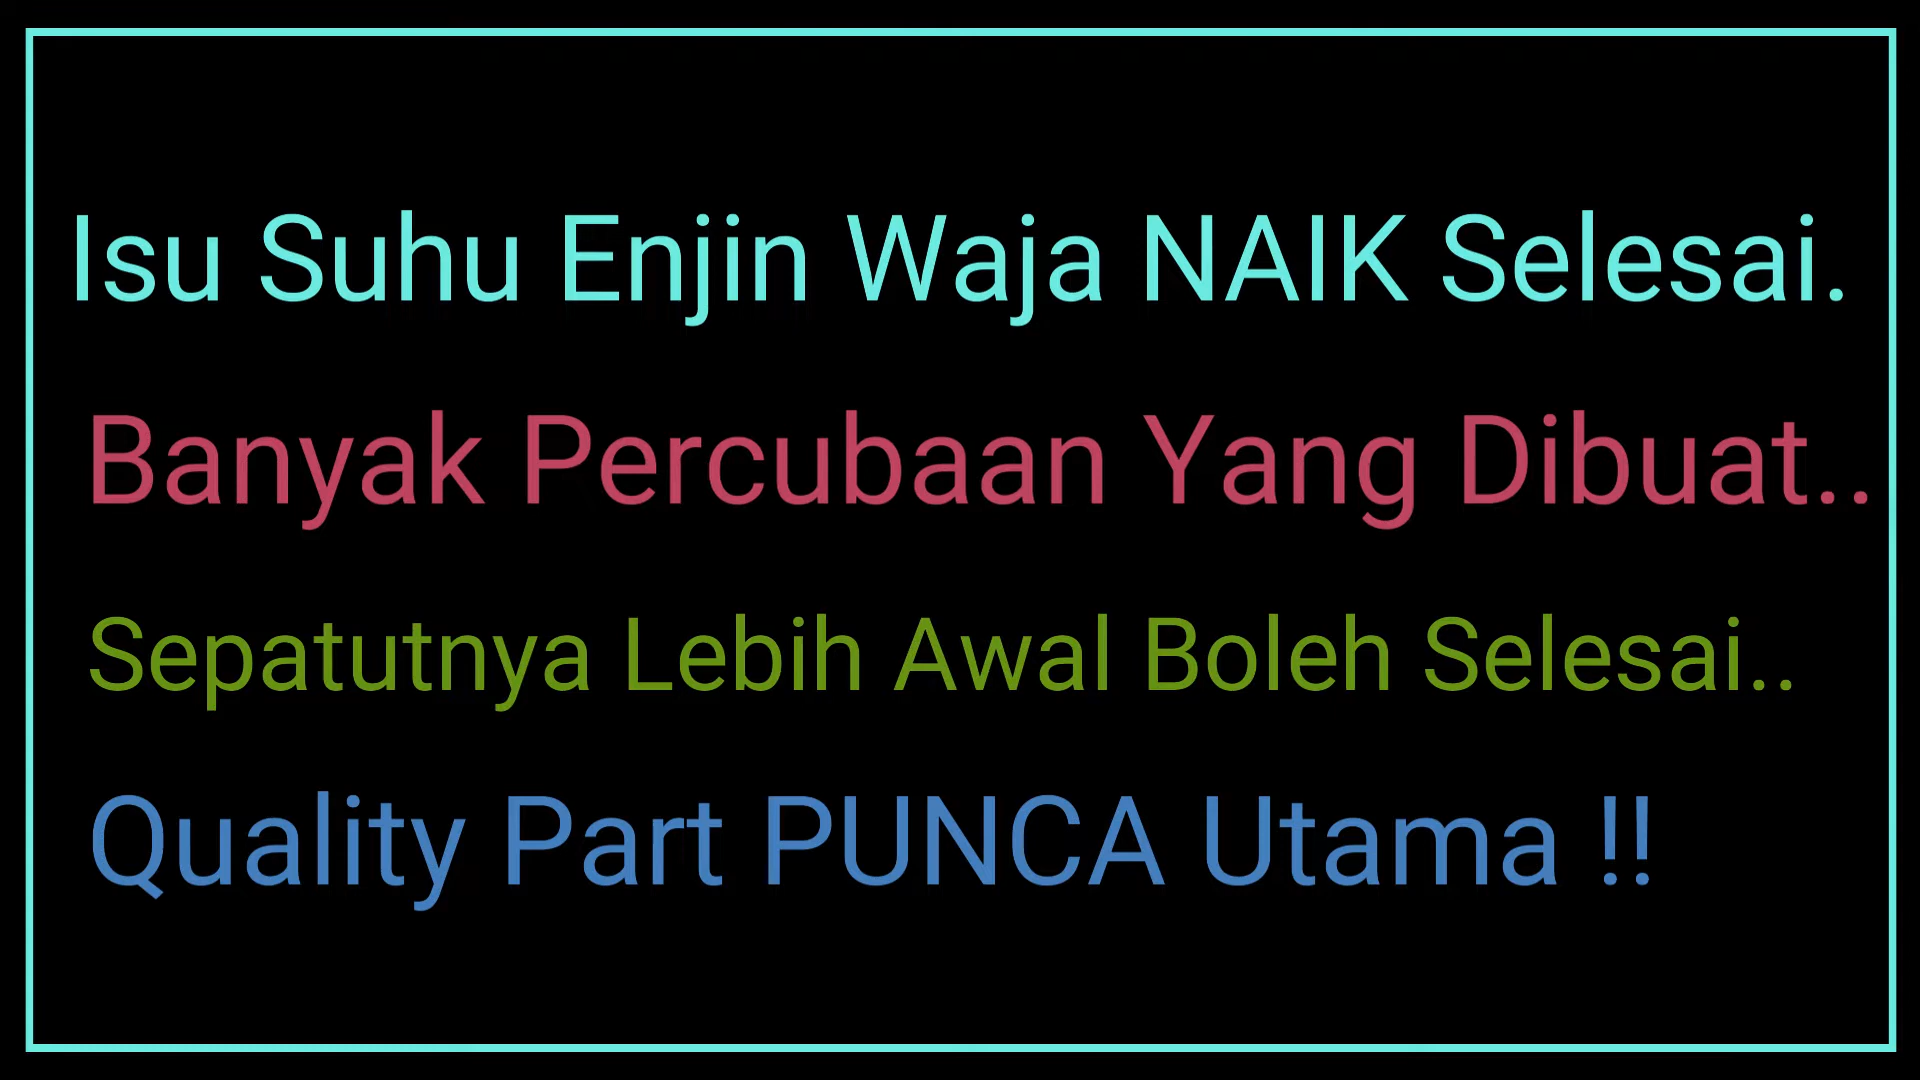 Isu Suhu Enjin Waja NAIK Selesai.
Banyak Percubaan Yang Dibuat..
Sepatutnya Lebih Awal Boleh Selesai..
Quality Part PUNCA Utama !!